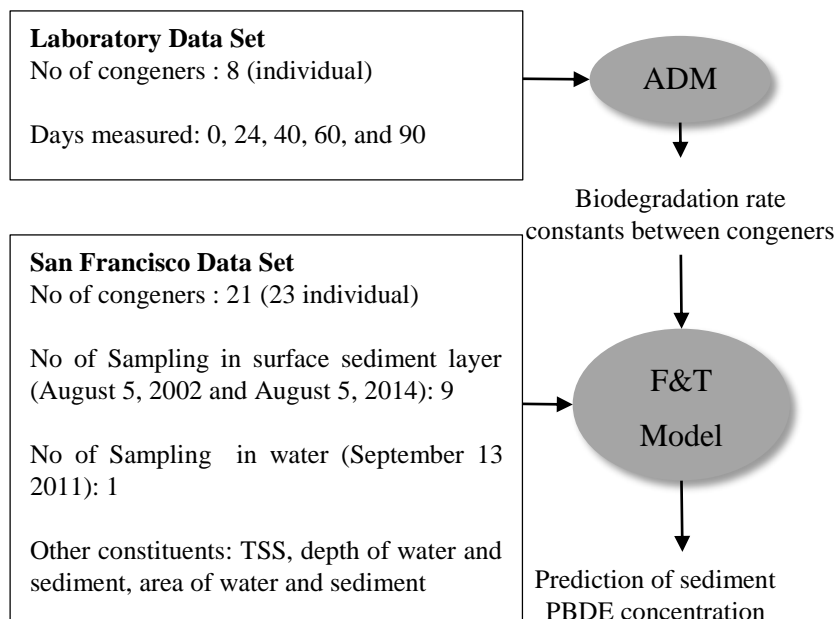 Laboratory Data Set
No of congeners : 8 (individual)
Days measured: 0, 24, 40, 60, and 90
ADM
Biodegradation rate
constants between congeners
San Francisco Data Set
No of congeners : 21 (23 individual)
No of Sampling in surface sediment layer
(August 5, 2002 and August 5, 2014): 9
No of Sampling in water (September 13
2011): 1
Other constituents: TSS, depth of water and
sediment, area of water and sediment
F&T
Model
Prediction of sediment
PBDE concentration